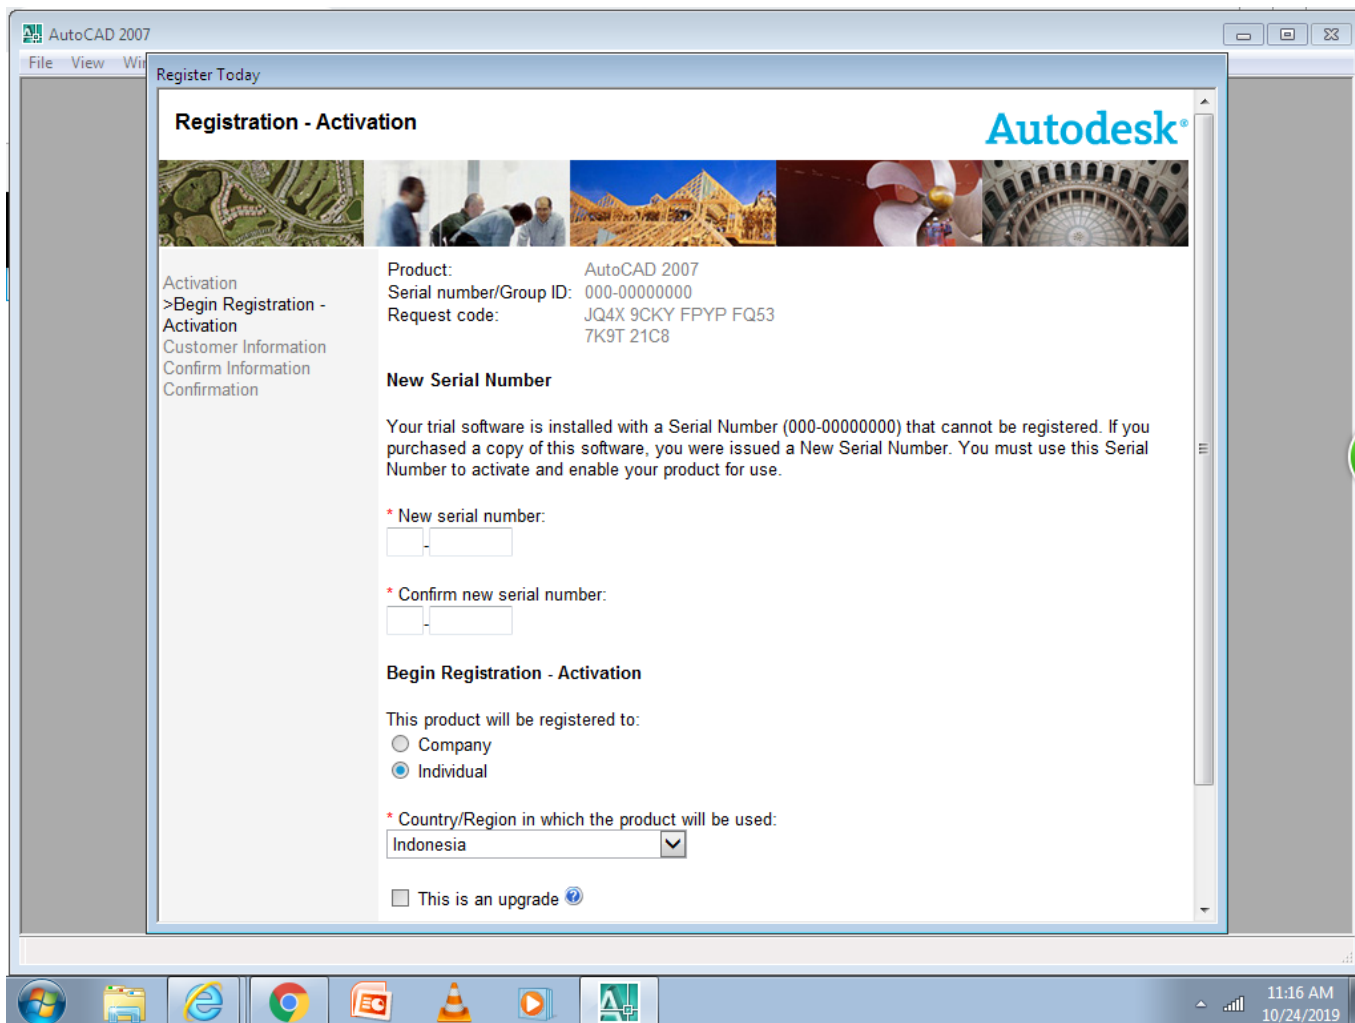 AutoCAD 2007
File View Wir
Register Today
Registration - Activation
Autodesk®
Activation
>Begin Registration -
Activation
Customer Information
Confirm Information
Confirmation
Product: AutoCAD 2007
Serial number/Group ID: 000-00000000
Request code: JQ4X 9CKY FPYP FQ53
7K9T 21C8
New Serial Number
Your trial software is installed with a Serial Number (000-00000000) that cannot be registered. If you
purchased a copy of this software, you were issued a New Serial Number. You must use this Serial
Number to activate and enable your product for use.
* New serial number:
-
* Confirm new serial number:
-
Begin Registration - Activation
This product will be registered to:
Company
Individual
* Country/Region in which the product will be used:
Indonesia
This is an upgrade
11:16 AM
10/24/2019